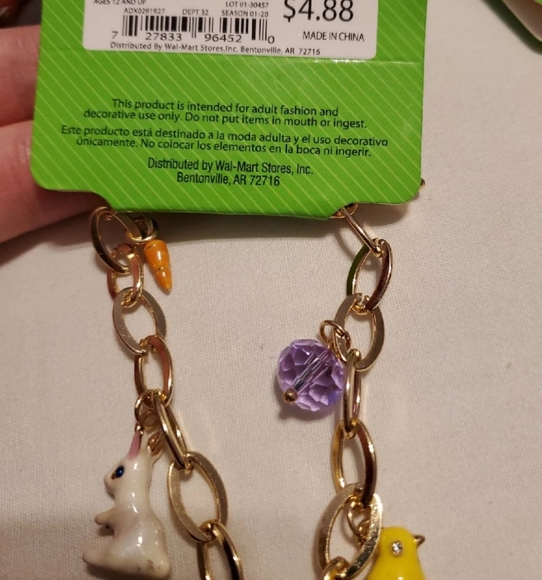 AGES 12 AND UP LOT 01-30457
ADX0201627 DEPT 32 SEASON 01-20
$4.88
7 27833 96452 0
MADE IN CHINA
Distributed By Wal-Mart Stores,Inc. Bentonville, AR 72716
This product is intended for adult fashion and
decorative use only. Do not put items in mouth or ingest.
Este producto está destinado a la moda adulta y el uso decorativo
únicamente. No colocar los elementos en la boca ni ingerir.
Distributed by Wal-Mart Stores, Inc.
Bentonville, AR 72716